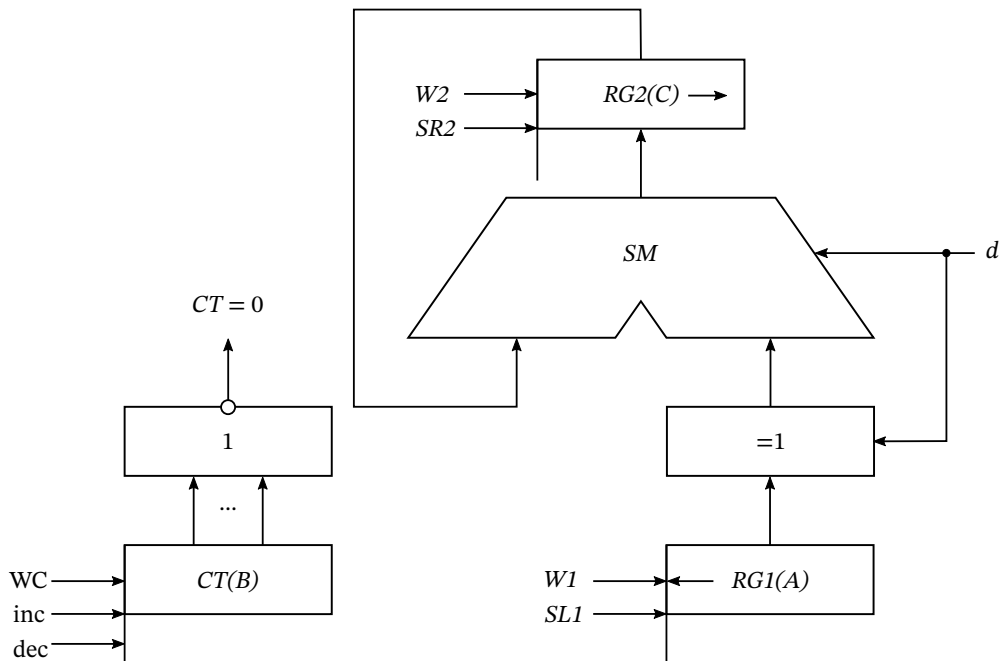 W2
RG2(C)
SR2
SM
d
CT = 0
1
=1
...
WC
CT(B)
inc
dec
W1
RG1(A)
SL1